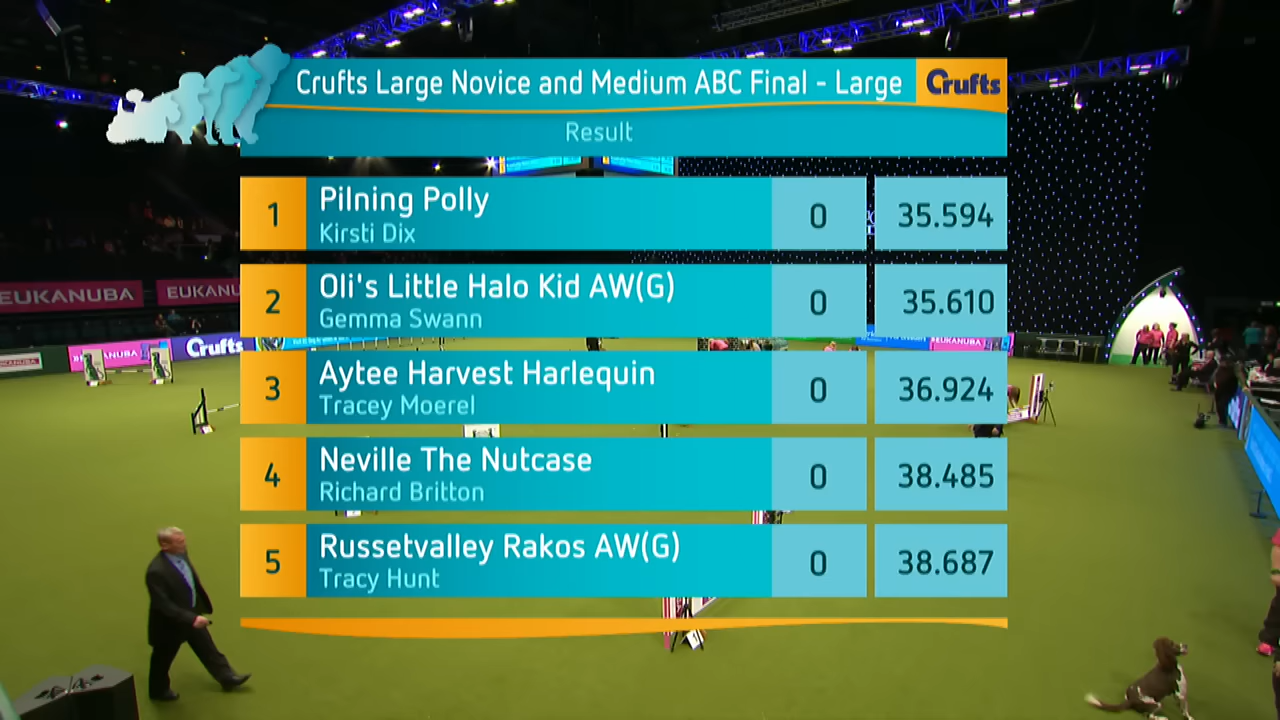 Crufts Large Novice and Medium ABC Final - Large
Crufts
Result
1
Pilning Polly
Kirsti Dix
0
35.594
2
Oli's Little Halo Kid AW(G)
Gemma Swann
0
35.610
3
Aytee Harvest Harlequin
Tracey Moerel
0
36.924
4
Neville The Nutcase
Richard Britton
0
38.485
5
Russetvalley Rakos AW(G)
Tracy Hunt
0
38.687
EUKANUBA
EUKANU
Crufts
EUKANUBA